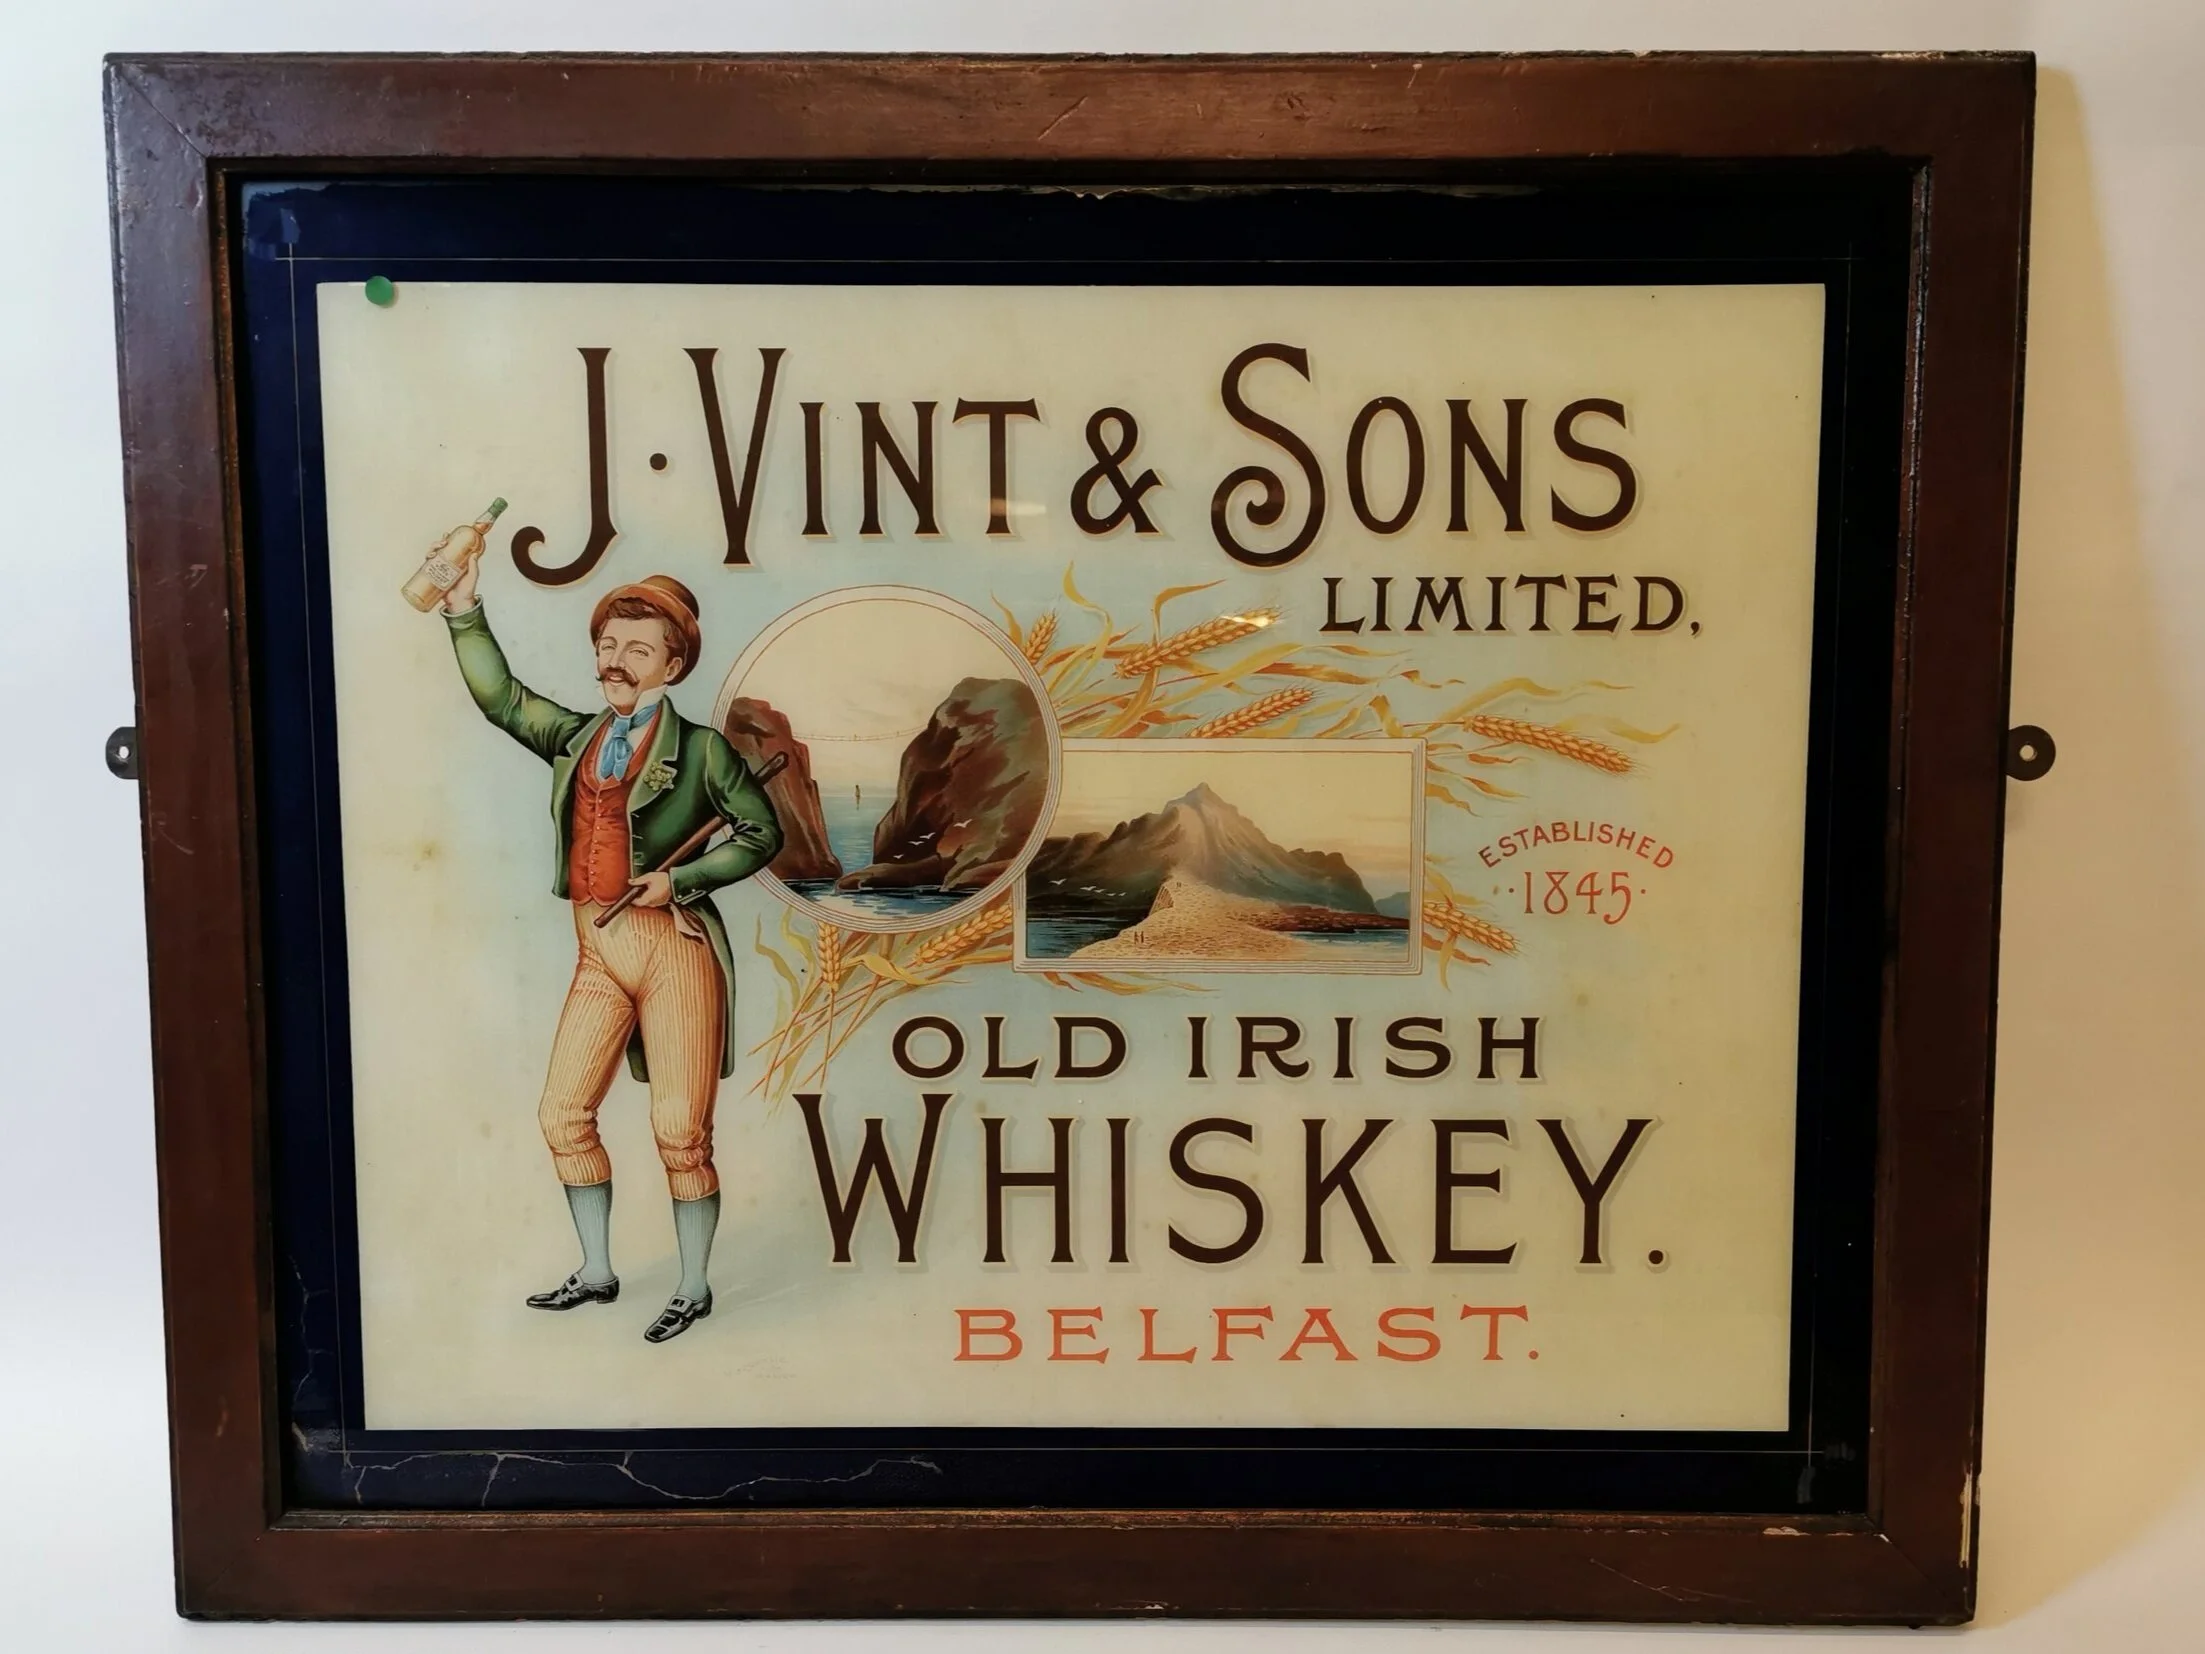 J. VINT & SONS
LIMITED,
ESTABLISHED
·1845·
OLD IRISH
WHISKEY.
BELFAST.